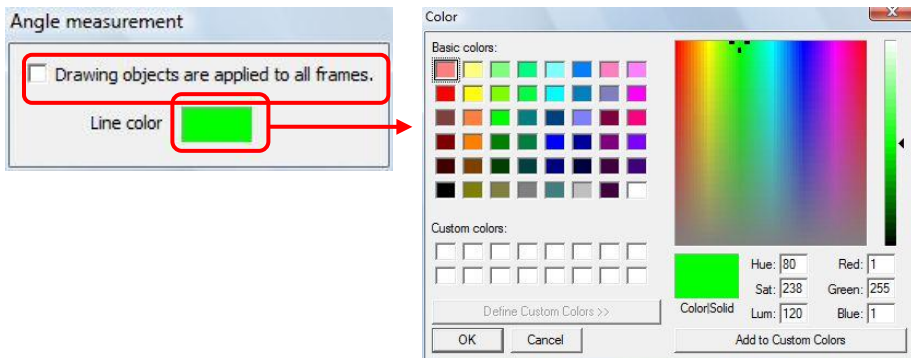 Angle measurement
Drawing objects are applied to all frames.
Line color
Color
Basic colors:
Custom colors:
Define Custom Colors >>
OK
Cancel
Color|Solid
Hue: 80
Sat: 238
Lum: 120
Red: 1
Green: 255
Blue: 1
Add to Custom Colors